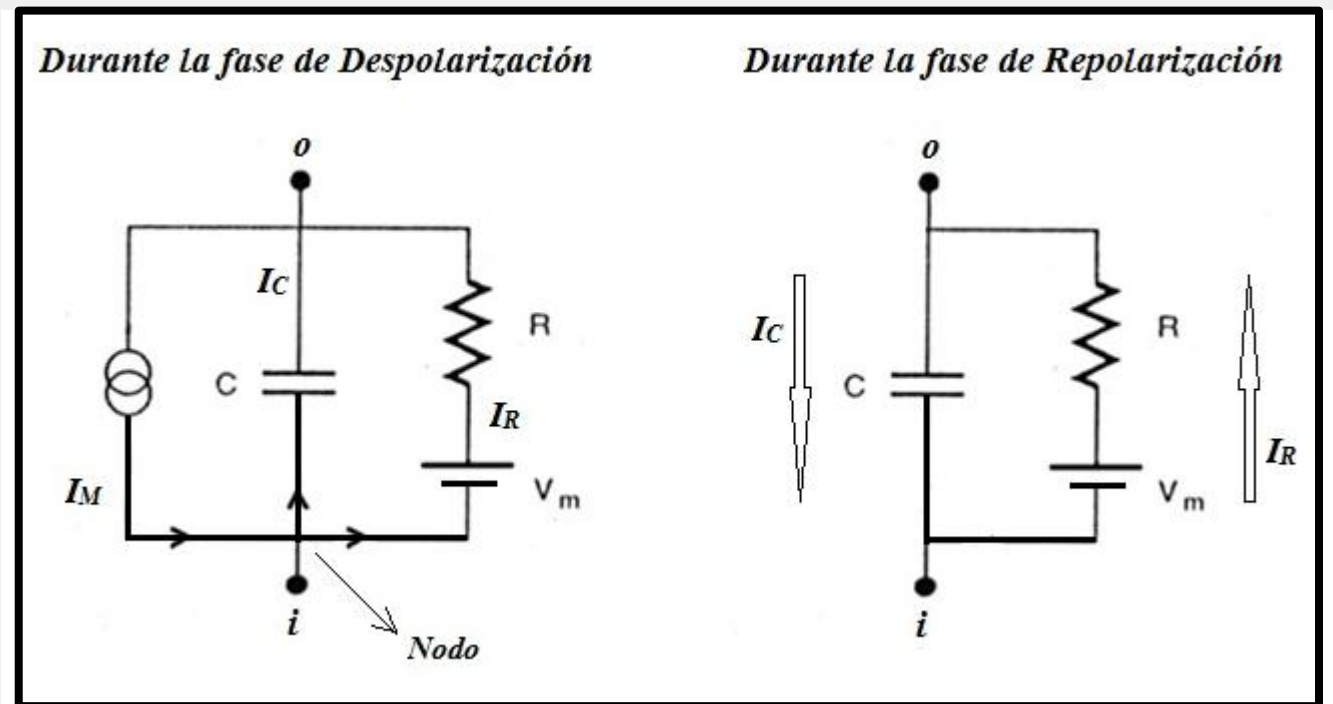 Durante la fase de Despolarización
o
IC
C
R
IR
IM
Vm
i
Nodo
Durante la fase de Repolarización
o
IC
C
R
IR
Vm
i